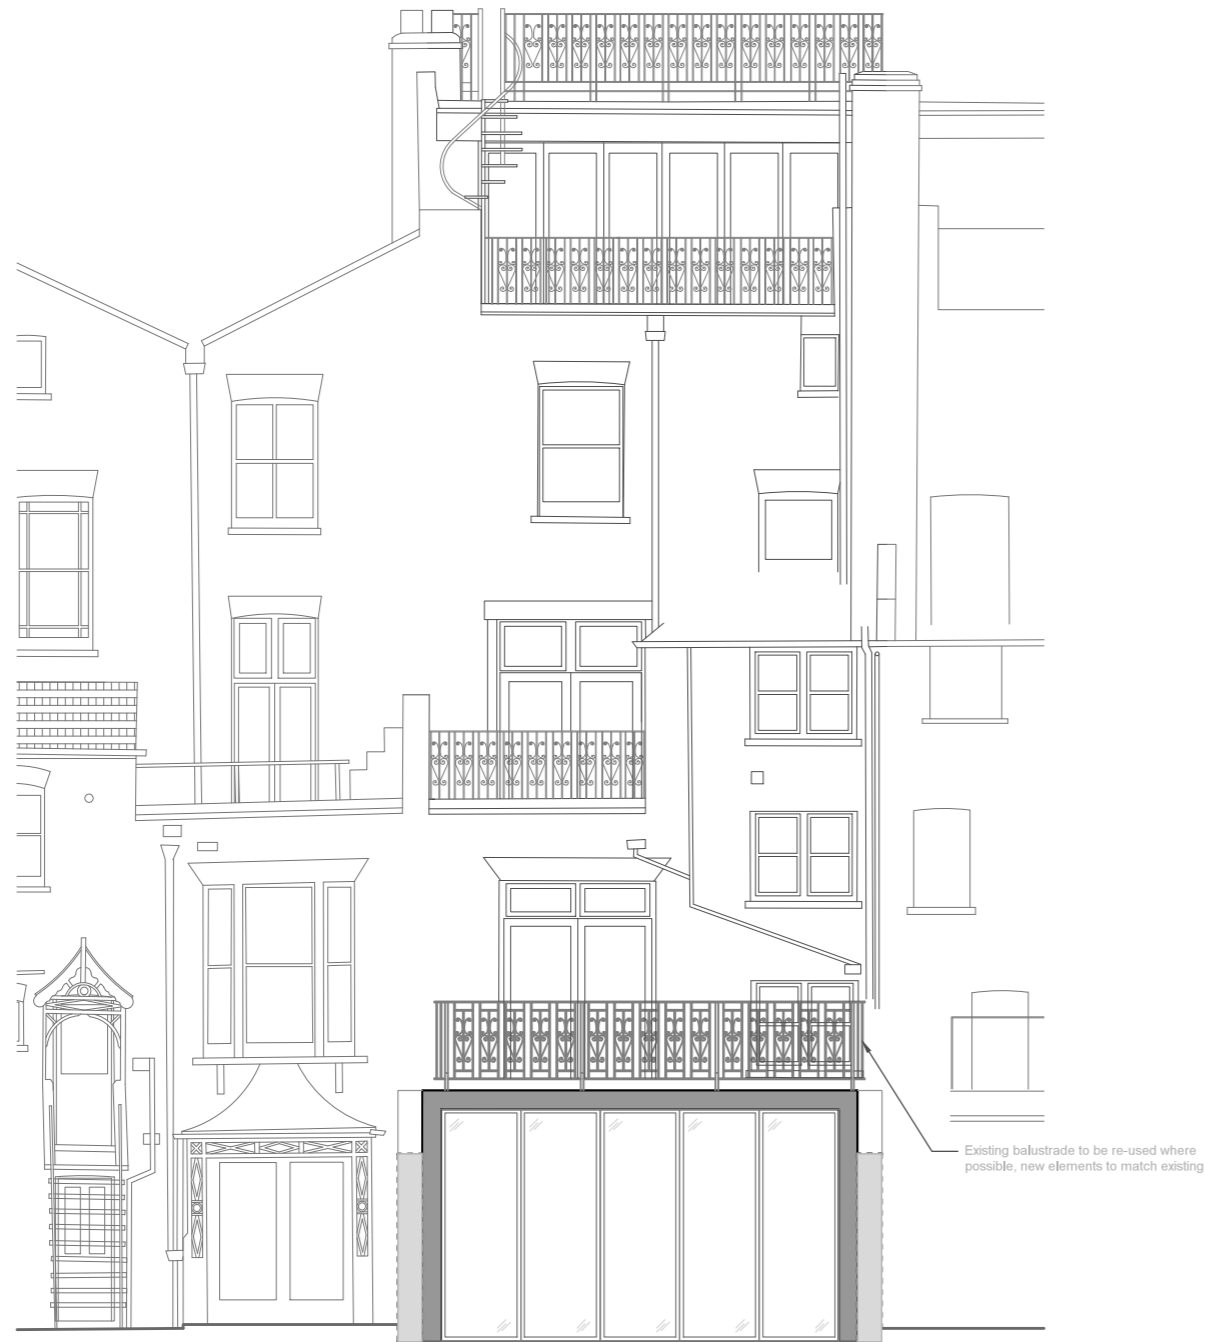 Existing balustrade to be re-used where
possible, new elements to match existing